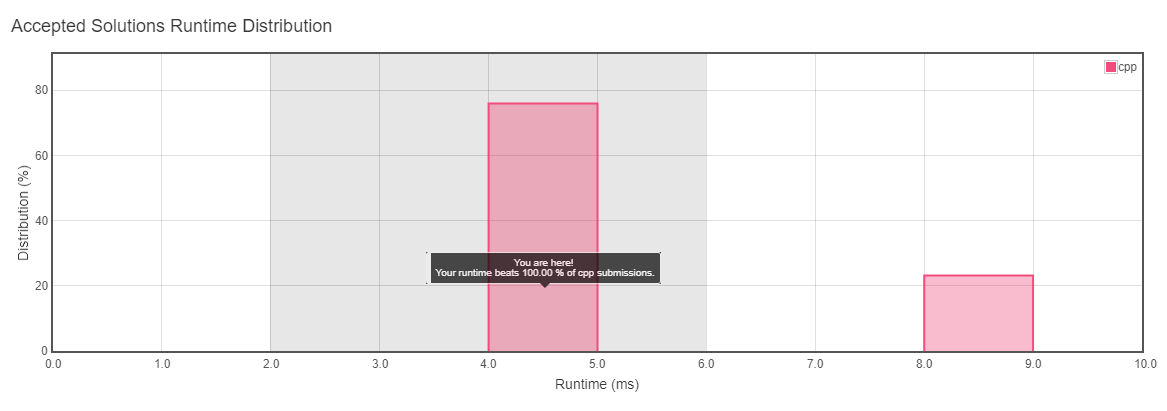 Accepted Solutions Runtime Distribution
cpp
80
60
40
20
0
Distribution (%)
You are here!
Your runtime beats 100.00 % of cpp submissions.
0.0 1.0 2.0 3.0 4.0 5.0 6.0 7.0 8.0 9.0 10.0
Runtime (ms)